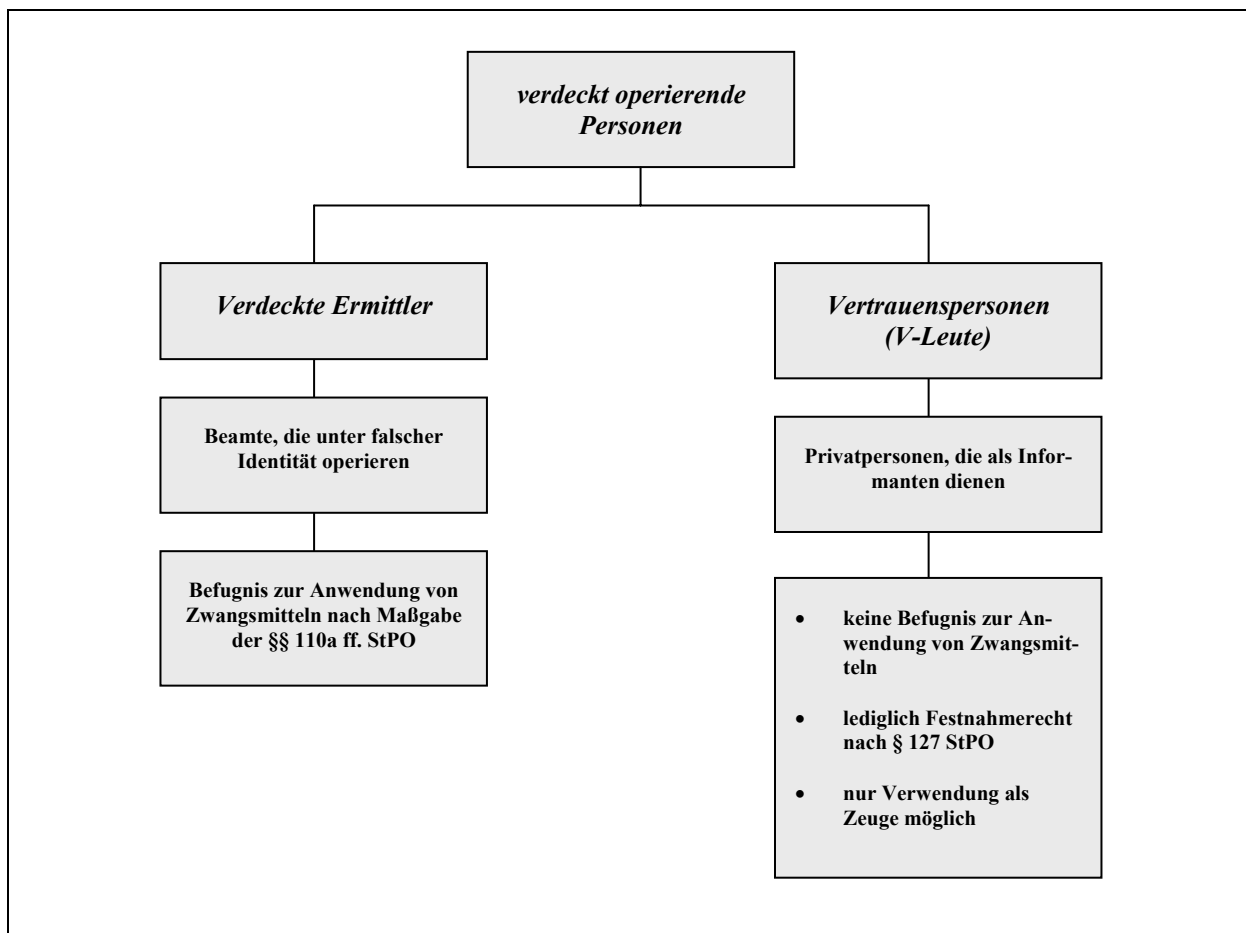 verdeckt operierende
Personen
Verdeckte Ermittler
Beamte, die unter falscher
Identität operieren
Befugnis zur Anwendung von
Zwangsmitteln nach Maßgabe
der §§ 110a ff. StPO
Vertrauenspersonen
(V-Leute)
Privatpersonen, die als Infor-
manten dienen
• keine Befugnis zur An-
wendung von Zwangsmit-
teln
• lediglich Festnahmerecht
nach § 127 StPO
• nur Verwendung als
Zeuge möglich